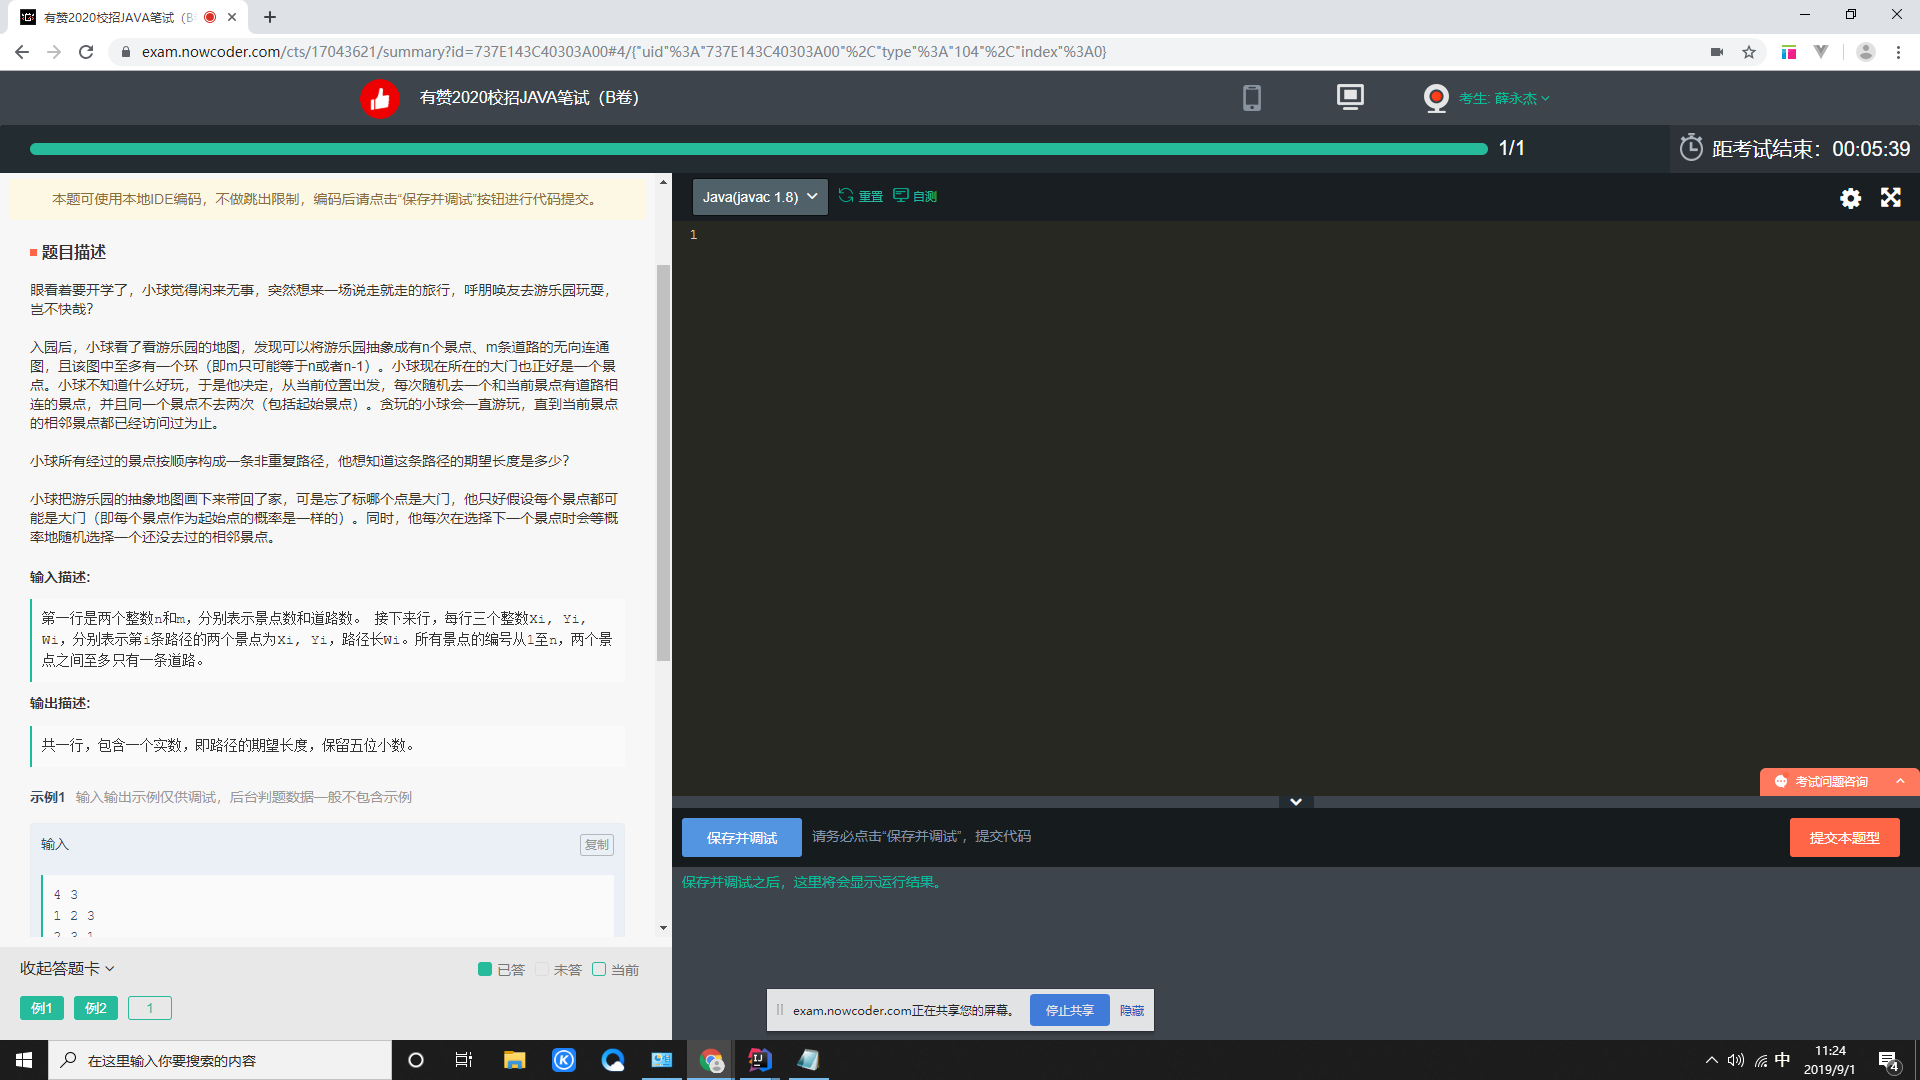 有赞2020校招JAVA笔试（B
exam.nowcoder.com/cts/17043621/summary?id=737E143C40303A00#4/{"uid"%3A"737E143C40303A00"%2C"type"%3A"104"%2C"index"%3A0}
有赞2020校招JAVA笔试（B卷）
考生: 薛永杰
1/1
距考试结束：00:05:39
本题可使用本地IDE编码，不做跳出限制，编码后请点击“保存并调试”按钮进行代码提交。
题目描述
眼看着要开学了，小球觉得闲来无事，突然想来一场说走就走的旅行，呼朋唤友去游乐园玩耍，
岂不快哉？
入园后，小球看了看游乐园的地图，发现可以将游乐园抽象成有n个景点、m条道路的无向连通
图，且该图中至多有一个环（即m只可能等于n或者n-1）。小球现在所在的大门也正好是一个景
点。小球不知道什么好玩，于是他决定，从当前位置出发，每次随机去一个和当前景点有道路相
连的景点，并且同一个景点不去两次（包括起始景点）。贪玩的小球会一直游玩，直到当前景点
的相邻景点都已经访问过为止。
小球所有经过的景点按顺序构成一条非重复路径，他想知道这条路径的期望长度是多少？
小球把游乐园的抽象地图画下来带回了家，可是忘了标哪个点是大门，他只好假设每个景点都可
能是大门（即每个景点作为起始点的概率是一样的）。同时，他每次在选择下一个景点时会等概
率地随机选择一个还没去过的相邻景点。
输入描述:
第一行是两个整数n和m，分别表示景点数和道路数。 接下来行，每行三个整数Xi, Yi,
Wi，分别表示第i条路径的两个景点为Xi, Yi，路径长Wi。所有景点的编号从1至n，两个景
点之间至多只有一条道路。
输出描述:
共一行，包含一个实数，即路径的期望长度，保留五位小数。
示例1 输入输出示例仅供调试，后台判题数据一般不包含示例
输入
复制
4 3
1 2 3
2 3 1
收起答题卡
已答 未答 当前
例1 例2 1
Java(javac 1.8) 重置 自测
1
考试问题咨询
保存并调试 请务必点击“保存并调试”，提交代码
提交本题型
保存并调试之后，这里将会显示运行结果。
exam.nowcoder.com正在共享您的屏幕。 停止共享 隐藏
在这里输入你要搜索的内容
中
11:24
2019/9/1
4